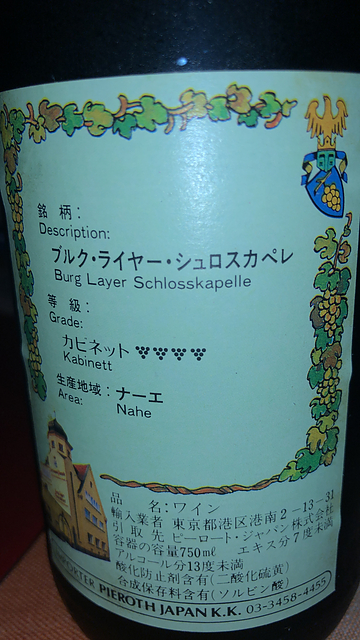 銘柄：
Description:
ブルク・ライヤー・シュロスカペレ
Burg Layer Schlosskapelle
等級：
Grade:
カビネット
Kabinett
生産地域：ナーエ
Area: Nahe
品名：ワイン
輸入業者 東京都港区港南2-13-31
引取先 ピーロート・ジャパン株式会社
容器の容量750ml エキス分7度未満
アルコール分13度未満
酸化防止剤含有(二酸化硫黄)
合成保存料含有(ソルビン酸)
PIEROTH JAPAN K.K. 03-3458-4455